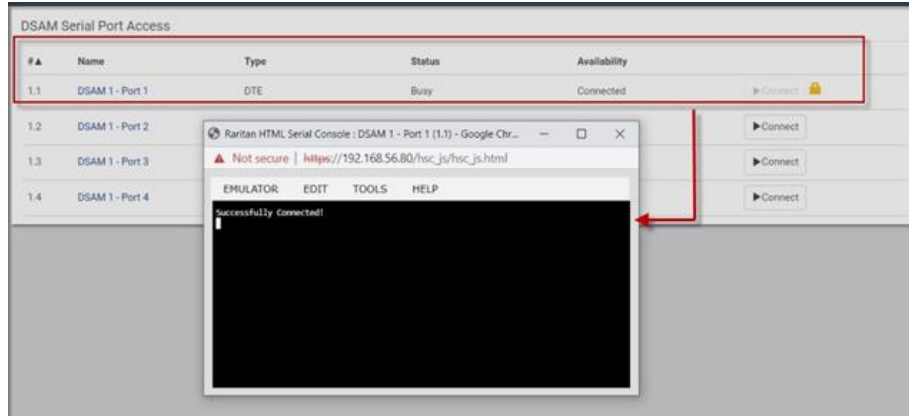 DSAM Serial Port Access
#▲ Name Type Status Availability
1.1 DSAM 1 - Port 1 DTE Busy Connected ▶Connect
1.2 DSAM 1 - Port 2 ▶Connect
1.3 DSAM 1 - Port 3 ▶Connect
1.4 DSAM 1 - Port 4 ▶Connect
Raritan HTML Serial Console : DSAM 1 - Port 1 (1.1) - Google Chr...
Not secure | https://192.168.56.80/hsc_js/hsc_js.html
EMULATOR EDIT TOOLS HELP
Successfully Connected!